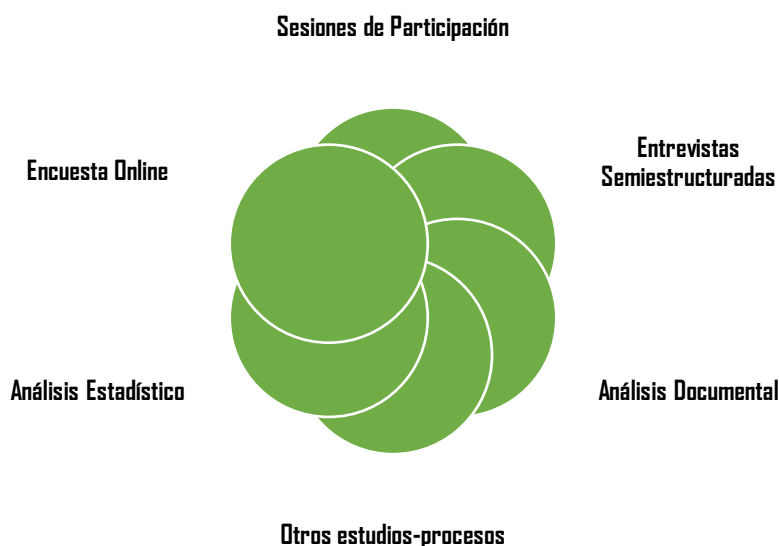 Sesiones de Participación
Encuesta Online
Entrevistas
Semiestructuradas
Análisis Estadístico
Análisis Documental
Otros estudios-procesos